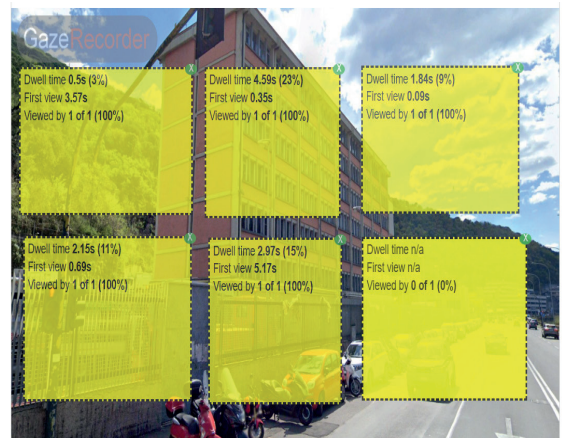 GazeRecorder
X
Dwell time 0.5s (3%)
First view 3.57s
Viewed by 1 of 1 (100%)
X
Dwell time 4.59s (23%)
First view 0.35s
Viewed by 1 of 1 (100%)
X
Dwell time 1.84s (9%)
First view 0.09s
Viewed by 1 of 1 (100%)
X
Dwell time 2.15s (11%)
First view 0.69s
Viewed by 1 of 1 (100%)
X
Dwell time 2.97s (15%)
First view 5.17s
Viewed by 1 of 1 (100%)
X
Dwell time n/a
First view n/a
Viewed by 0 of 1 (0%)